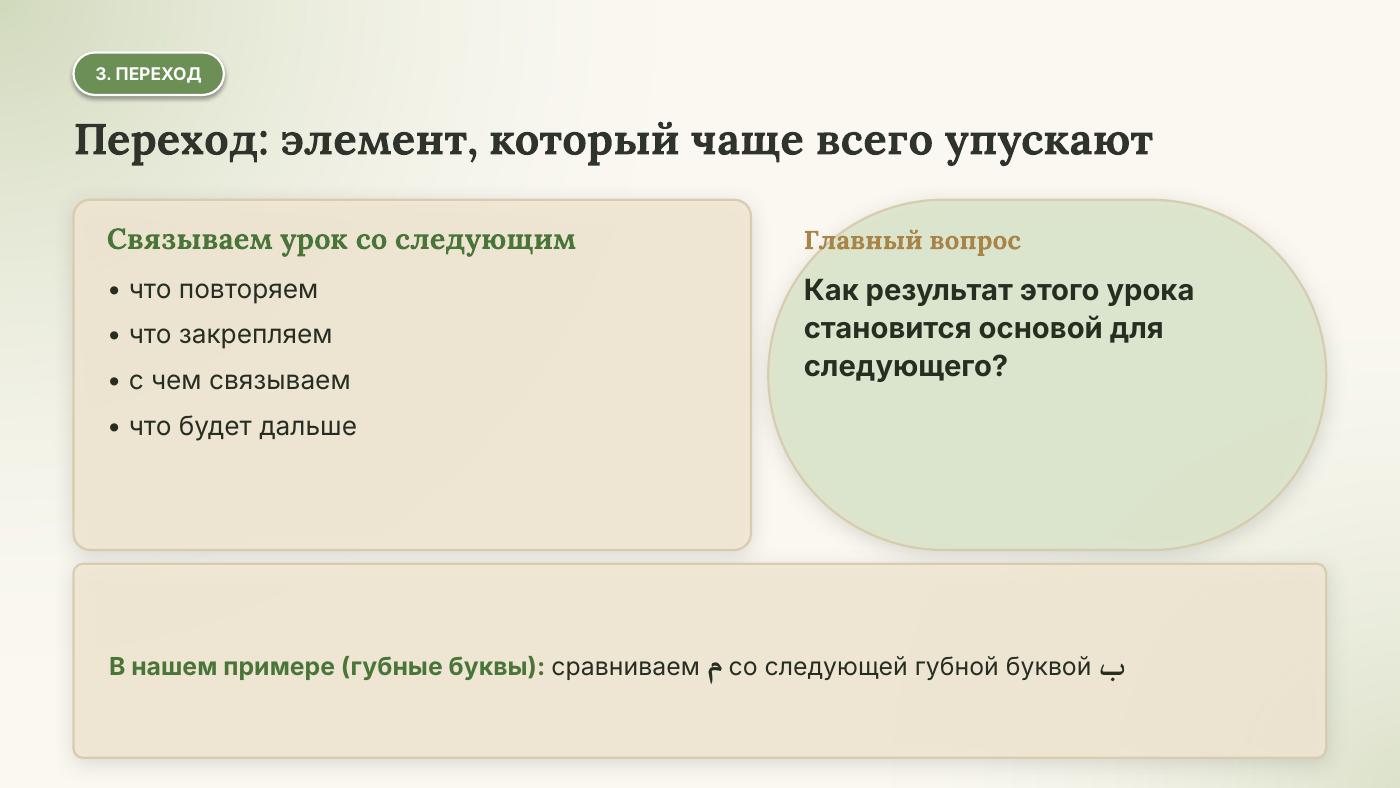 3. ПЕРЕХОД
Переход: элемент, который чаще всего упускают
Связываем урок со следующим
• что повторяем
• что закрепляем
• с чем связываем
• что будет дальше
Главный вопрос
Как результат этого урока
становится основой для
следующего?
В нашем примере (губные буквы): сравниваем م со следующей губной буквой ب